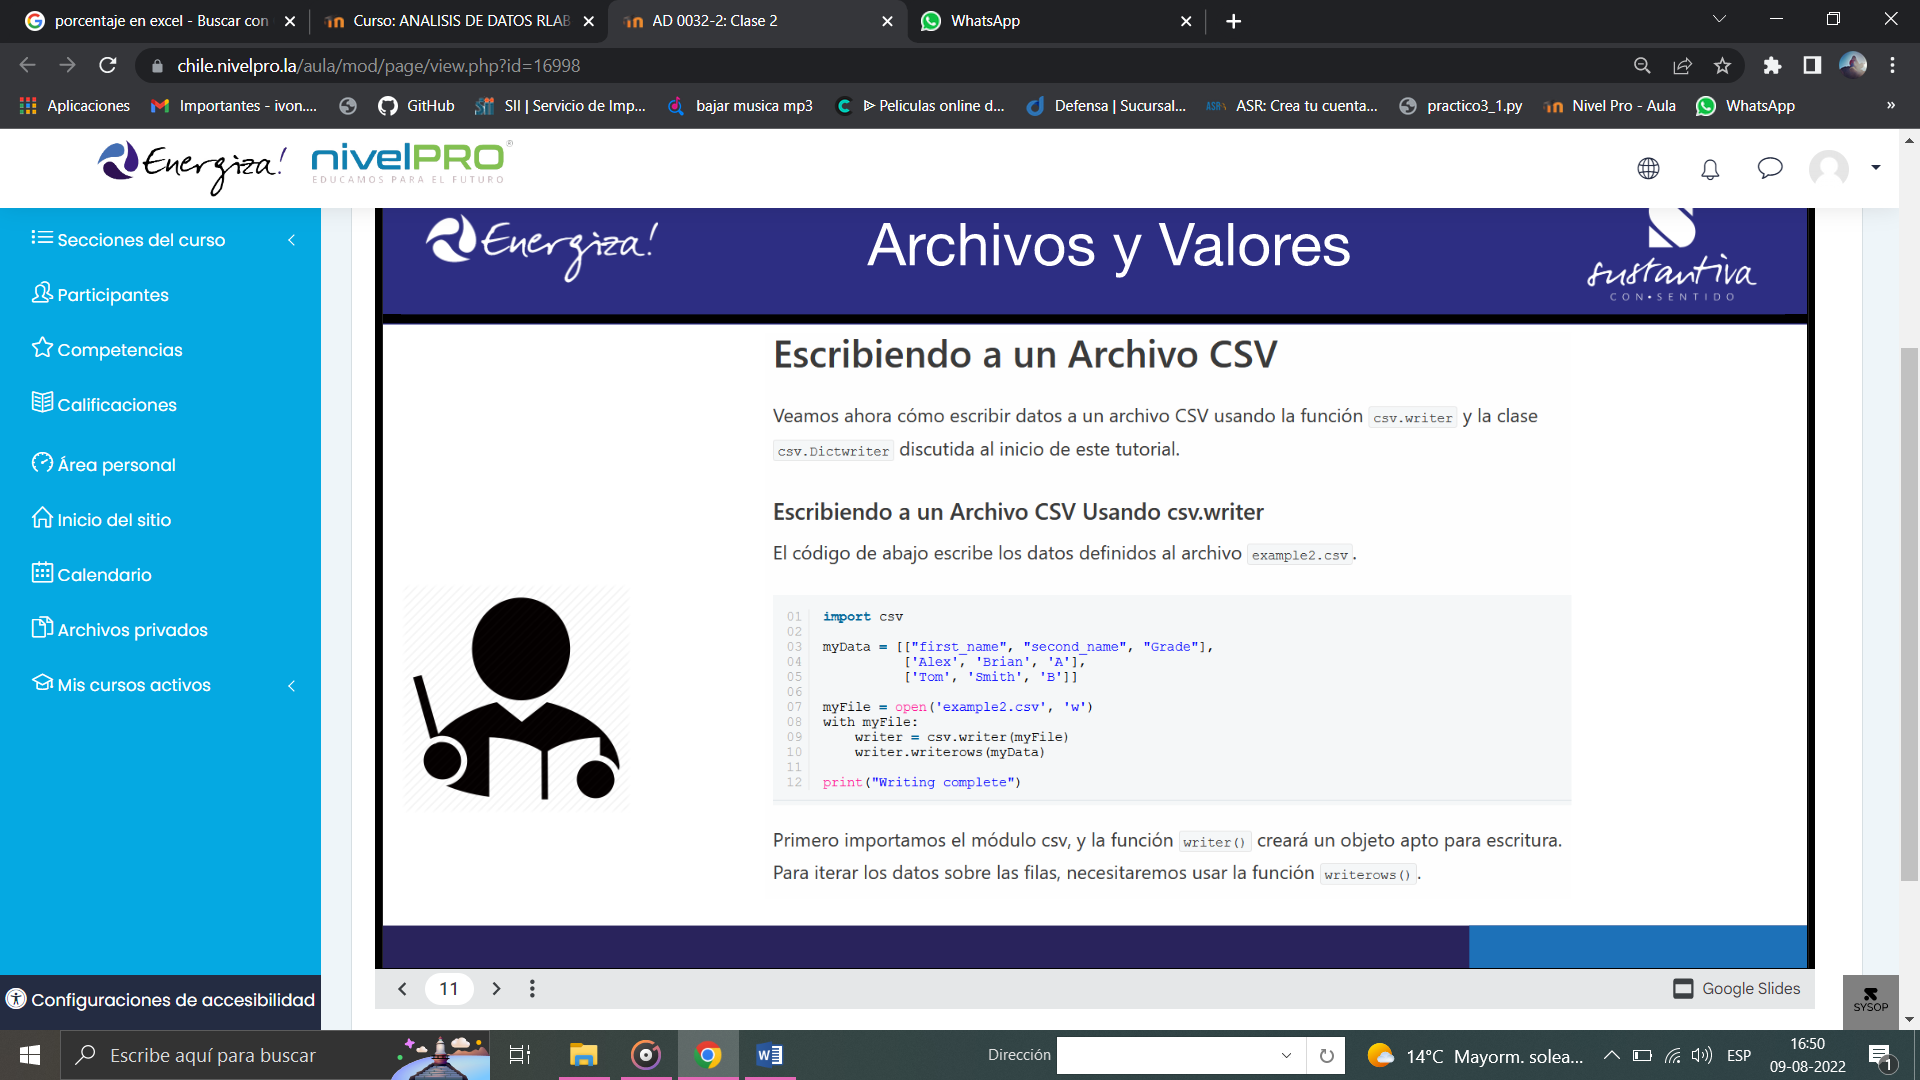 porcentaje en excel - Buscar con
Curso: ANALISIS DE DATOS RLAB
AD 0032-2: Clase 2
WhatsApp
chile.nivelpro.la/aula/mod/page/view.php?id=16998
Aplicaciones
Importantes - ivon....
GitHub
SII | Servicio de Imp...
bajar musica mp3
Peliculas online d...
Defensa | Sucursal...
ASR: Crea tu cuenta...
practico3_1.py
Nivel Pro - Aula
WhatsApp
»
Energiza!
nivelPRO®
EDUCAMOS PARA EL FUTURO
Secciones del curso
Participantes
Competencias
Calificaciones
Área personal
Inicio del sitio
Calendario
Archivos privados
Mis cursos activos
Configuraciones de accesibilidad
Energiza!
Archivos y Valores
S
sustantiva
CON•SENTIDO
Escribiendo a un Archivo CSV
Veamos ahora cómo escribir datos a un archivo CSV usando la función csv.writer y la clase
csv.Dictwriter discutida al inicio de este tutorial.
Escribiendo a un Archivo CSV Usando csv.writer
El código de abajo escribe los datos definidos al archivo example2.csv.
01 import csv
02
03 myData = [["first_name", "second_name", "Grade"],
04           ['Alex', 'Brian', 'A'],
05           ['Tom', 'Smith', 'B']]
06
07 myFile = open('example2.csv', 'w')
08 with myFile:
09     writer = csv.writer(myFile)
10     writer.writerows(myData)
11
12 print("Writing complete")
Primero importamos el módulo csv, y la función writer() creará un objeto apto para escritura.
Para iterar los datos sobre las filas, necesitaremos usar la función writerows().
11
Google Slides
SYSOP
Escribe aquí para buscar
W
Dirección
14°C Mayorm. solea...
ESP
16:50
09-08-2022
1